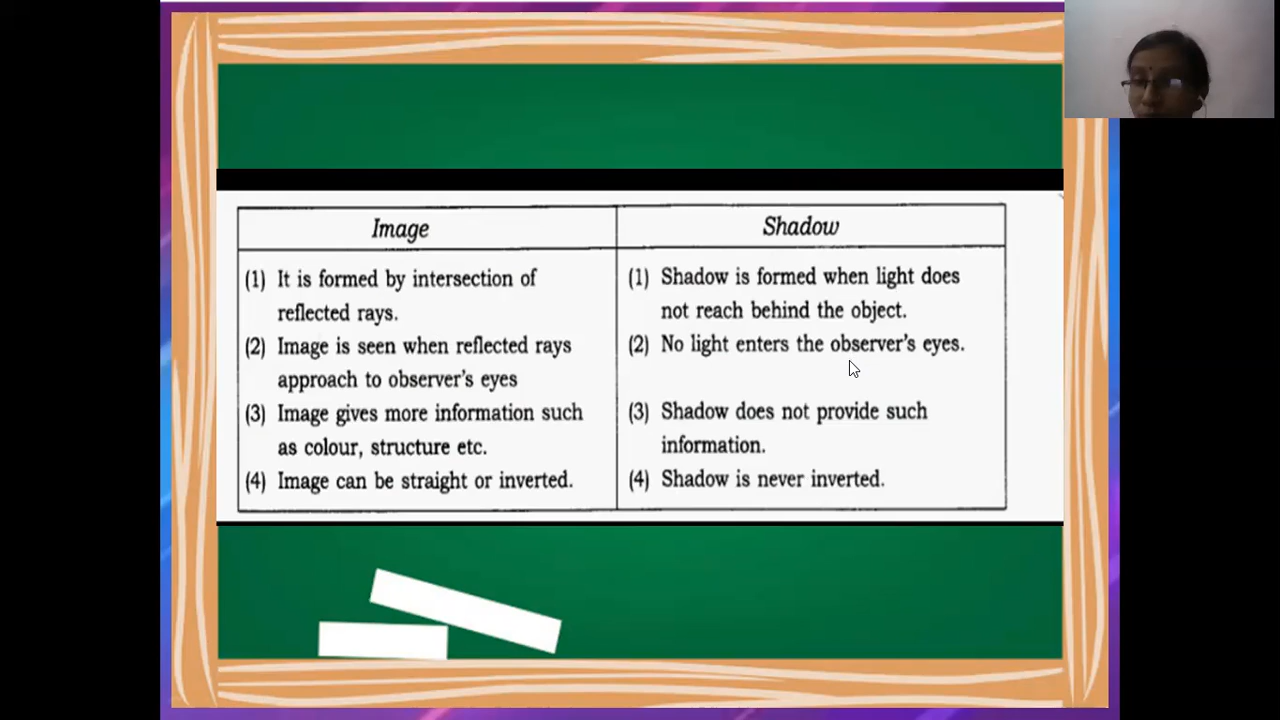 Image
Shadow
(1) It is formed by intersection of
reflected rays.
(2) Image is seen when reflected rays
approach to observer's eyes
(3) Image gives more information such
as colour, structure etc.
(4) Image can be straight or inverted.
(1) Shadow is formed when light does
not reach behind the object.
(2) No light enters the observer's eyes.
(3) Shadow does not provide such
information.
(4) Shadow is never inverted.